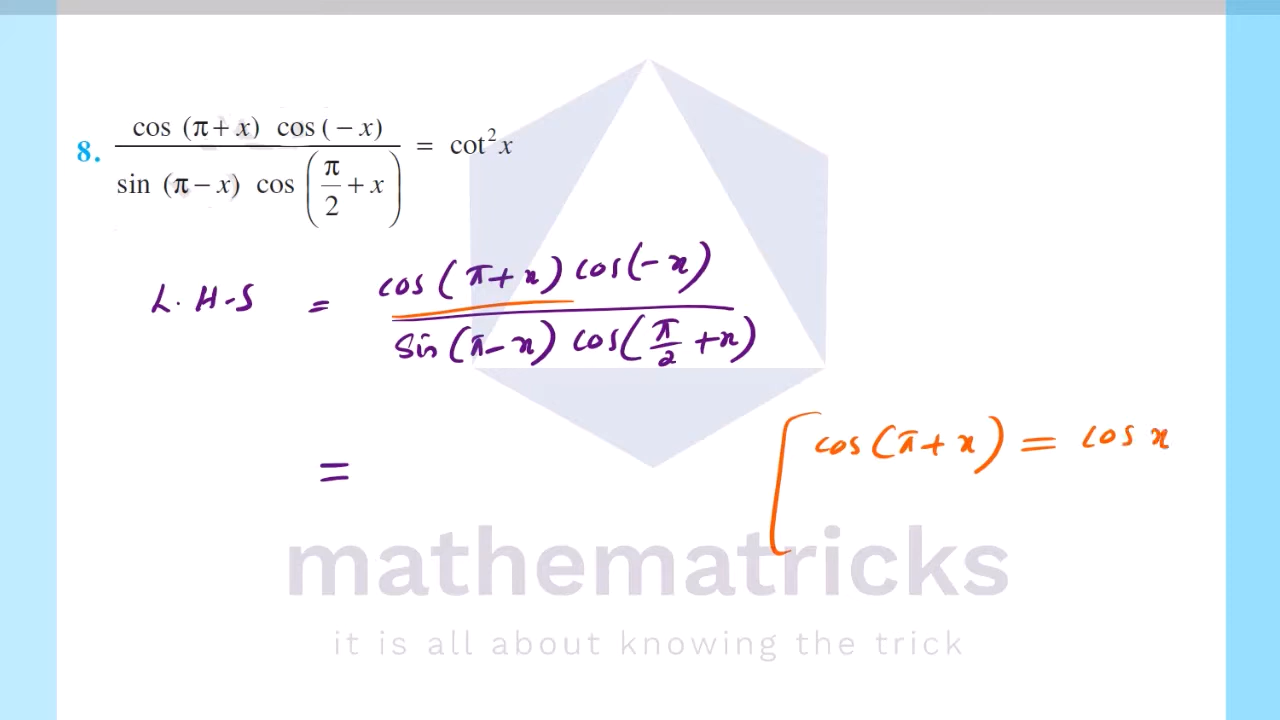 8. cos (π + x) cos (− x)
sin (π − x) cos (π/2 + x) = cot²x
L.H.S = cos(π+x) cos(-x)
sin(π-x) cos(π/2 +x)
= [cos(π+x) = cos x
mathematricks
it is all about knowing the trick